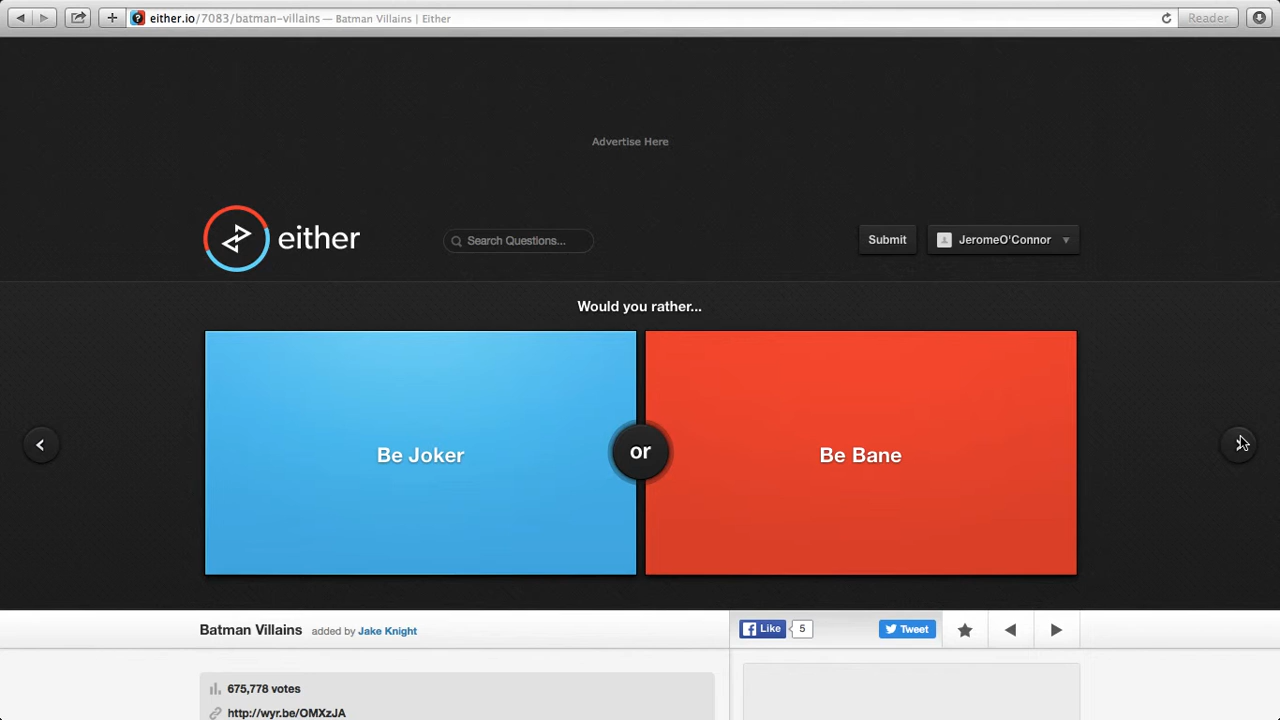 either.io/7083/batman-villains — Batman Villains | Either
Reader
Advertise Here
either
Search Questions...
Submit
JeromeO'Connor
Would you rather...
Be Joker
or
Be Bane
Batman Villains added by Jake Knight
Like
5
Tweet
675,778 votes
http://wyr.be/OMXzJA